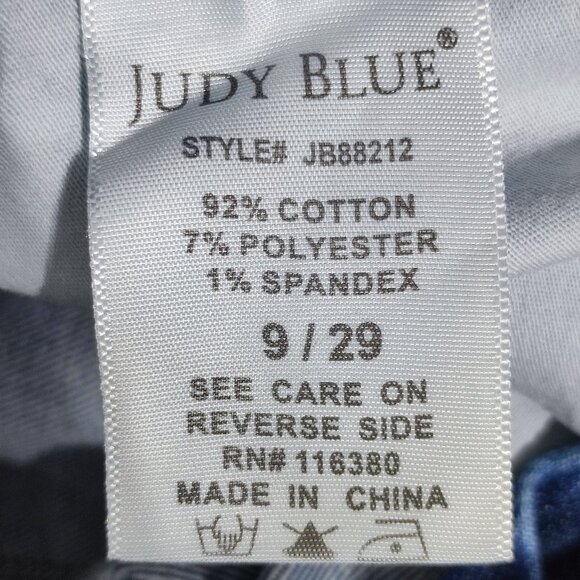 JUDY BLUE®
STYLE# JB88212
92% COTTON
7% POLYESTER
1% SPANDEX
9 / 29
SEE CARE ON
REVERSE SIDE
RN# 116380
MADE IN CHINA